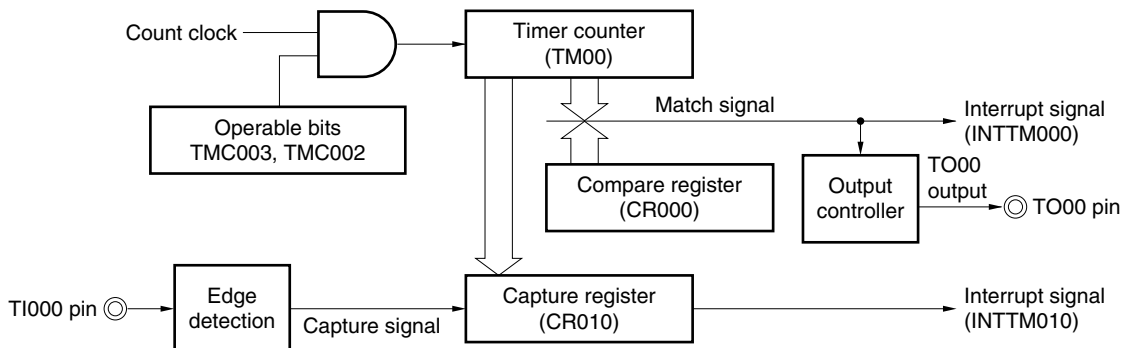 Count clock
Timer counter
(TM00)
Operable bits
TMC003, TMC002
Match signal
Interrupt signal
(INTTM000)
Compare register
(CR000)
Output
controller
TO00
output
TO00 pin
TI000 pin
Edge
detection
Capture signal
Capture register
(CR010)
Interrupt signal
(INTTM010)